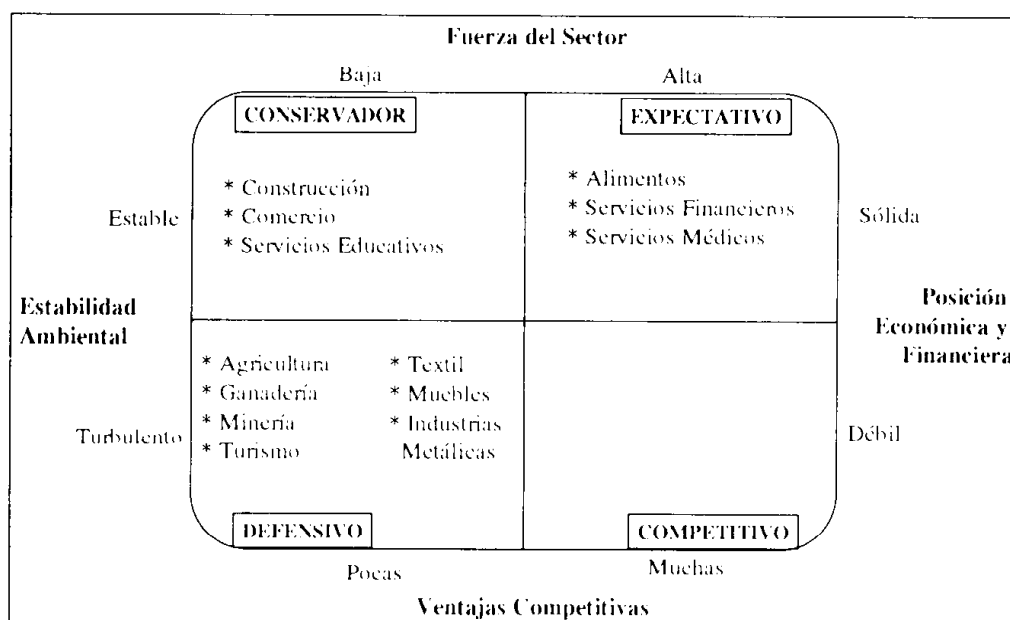 Fuerza del Sector
Baja Alta
CONSERVADOR EXPECTATIVO
* Construcción
* Comercio
* Servicios Educativos
* Alimentos
* Servicios Financieros
* Servicios Médicos
Estable Sólida
Estabilidad
Ambiental
Posición
Económica y
Financiera
* Agricultura
* Ganadería
* Minería
* Turismo
* Textil
* Muebles
* Industrias
Metálicas
Turbulento Débil
DEFENSIVO COMPETITIVO
Pocas Muchas
Ventajas Competitivas